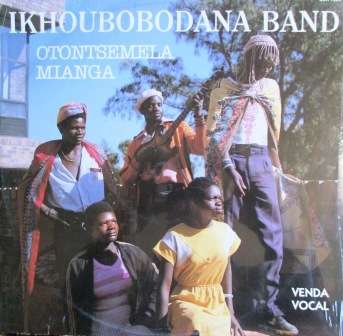 IKHOUBOBODANA BAND
OTONTSEMELA
MIANGA
VENDA
VOCAL